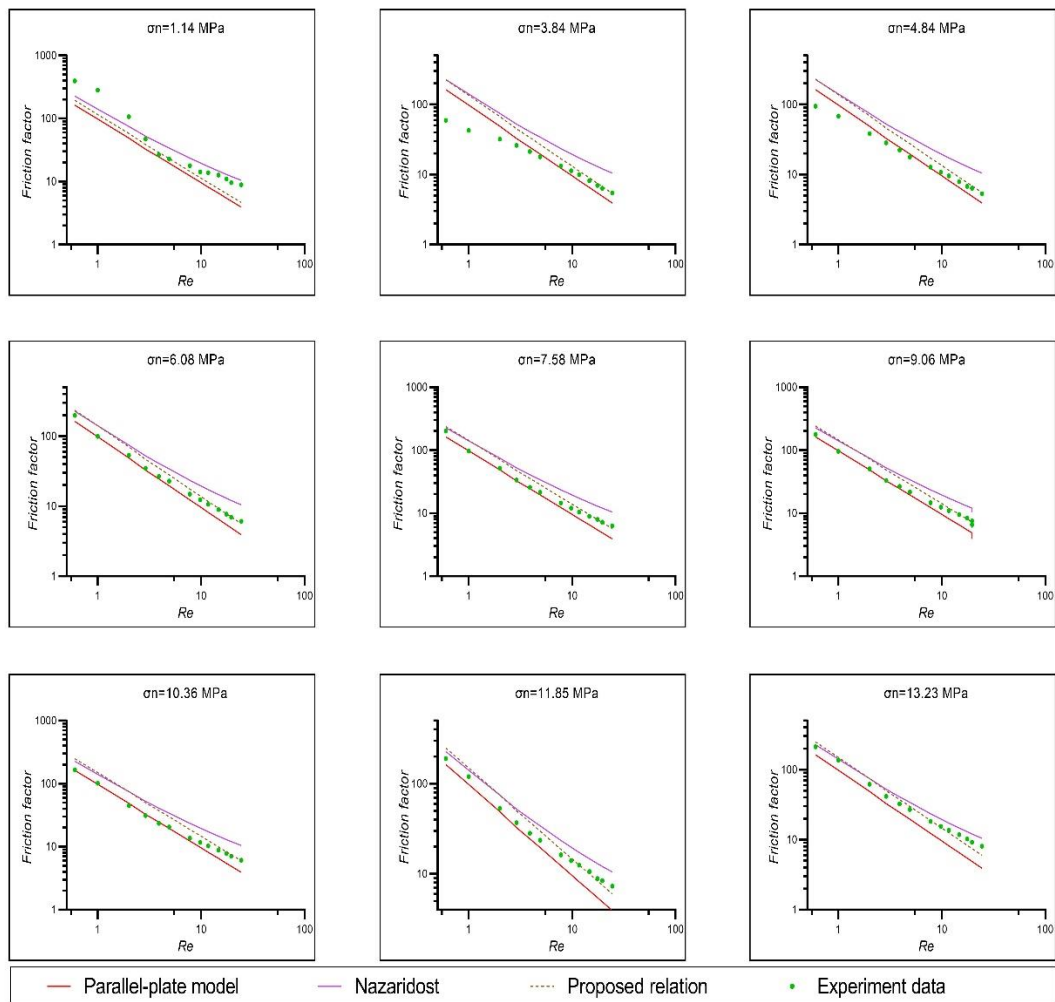 σn=1.14 MPa
1000
100
10
1
Friction factor
1
10
100
Re
σn=3.84 MPa
100
10
1
Friction factor
1
10
100
Re
σn=4.84 MPa
100
10
1
Friction factor
1
10
100
Re
σn=6.08 MPa
100
10
1
Friction factor
1
10
100
Re
σn=7.58 MPa
1000
100
10
1
Friction factor
1
10
100
Re
σn=9.06 MPa
1000
100
10
1
Friction factor
1
10
100
Re
σn=10.36 MPa
1000
100
10
1
Friction factor
1
10
100
Re
σn=11.85 MPa
100
10
Friction factor
1
10
100
Re
σn=13.23 MPa
100
10
1
Friction factor
1
10
100
Re
Parallel-plate model
Nazaridost
Proposed relation
Experiment data